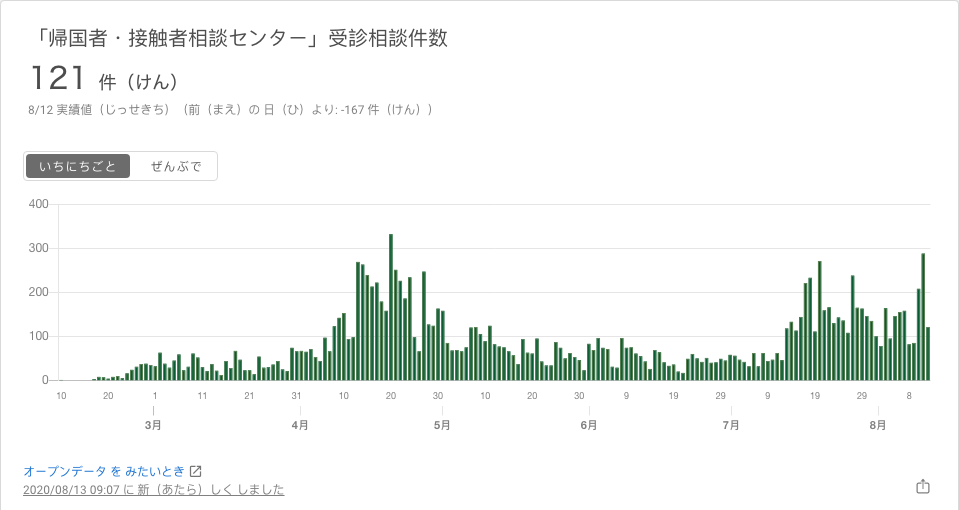 「帰国者・接触者相談センター」受診相談件数
121 件（けん）
8/12 実績値（じっせきち）（前（まえ）の 日（ひ）より: -167 件（けん））
いちにちごと ぜんぶで
400
300
200
100
0
10 20 1 11 21 31 10 20 30 10 20 30 9 19 29 9 19 29 8
3月 4月 5月 6月 7月 8月
オープンデータ を みたいとき
2020/08/13 09:07 に 新（あたら）しく しました